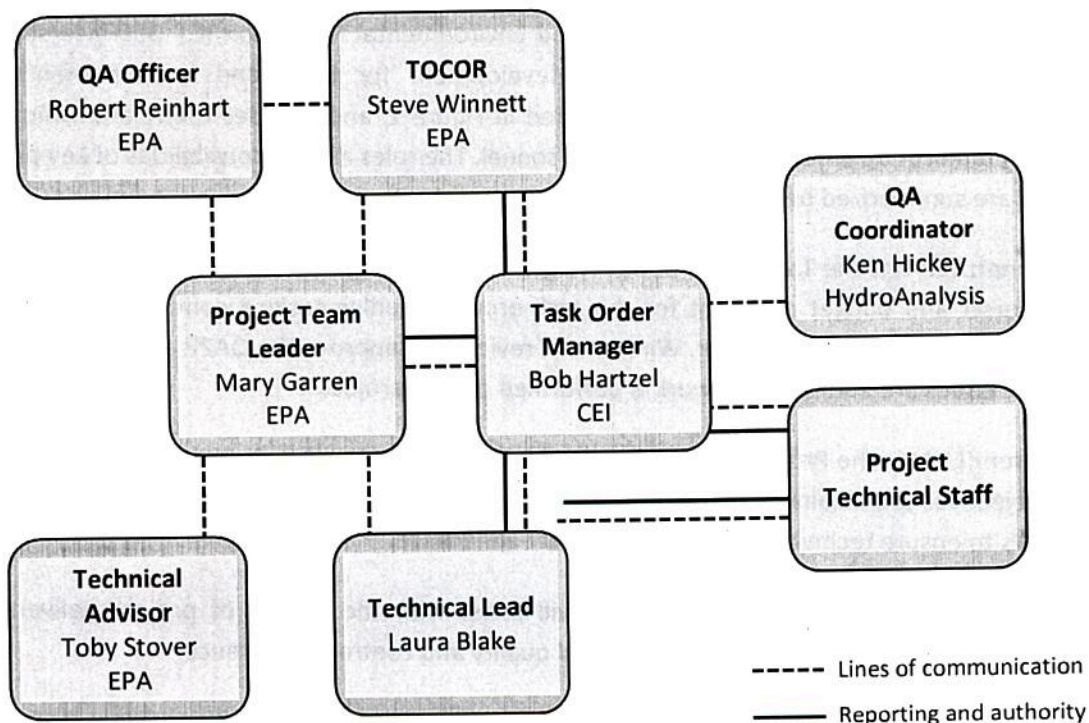 QA Officer
Robert Reinhart
EPA
TOCOR
Steve Winnett
EPA
QA
Coordinator
Ken Hickey
HydroAnalysis
Project Team
Leader
Mary Garren
EPA
Task Order
Manager
Bob Hartzel
CEI
Project
Technical Staff
Technical
Advisor
Toby Stover
EPA
Technical Lead
Laura Blake
Lines of communication
Reporting and authority